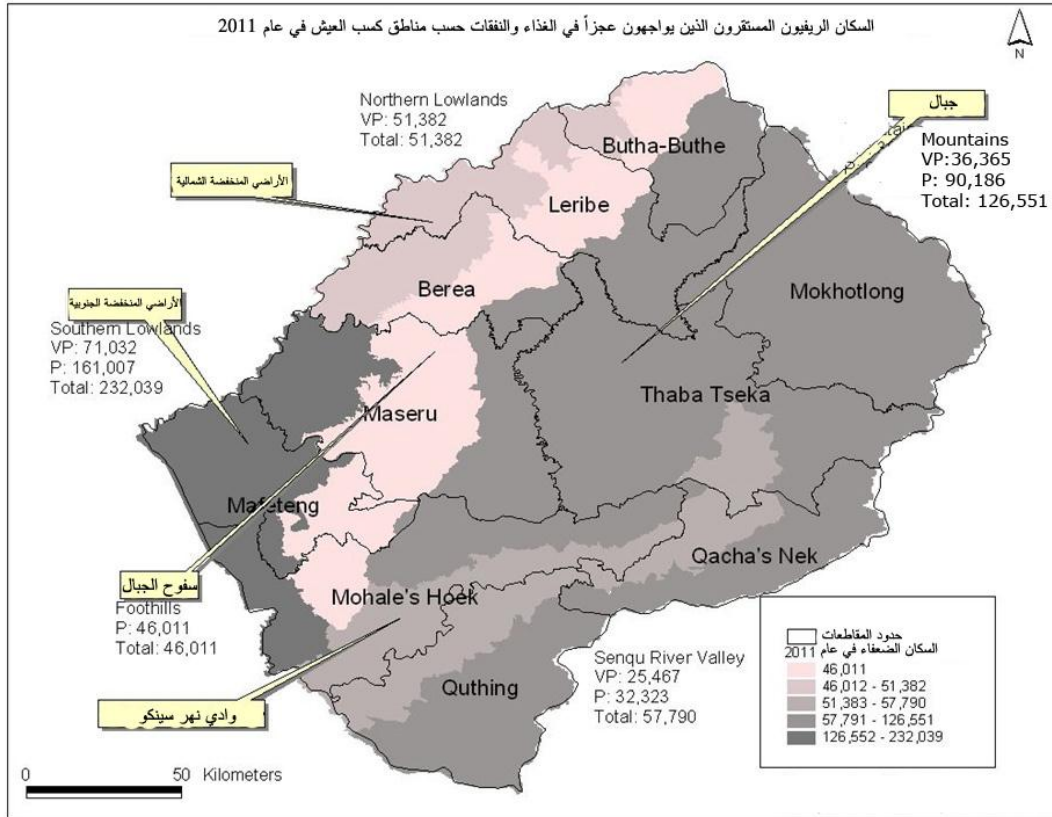 السكان الريفيون المستقرون الذين يواجهون عجزاً في الغذاء والنفقات حسب مناطق كسب العيش في عام 2011
N
Northern Lowlands
VP: 51,382
Total: 51,382
جبال
Mountains
VP:36,365
P: 90,186
Total: 126,551
الأراضي المنخفضة الشمالية
Butha-Buthe
Leribe
Berea
Mokhotlong
الأراضي المنخفضة الجنوبية
Southern Lowlands
VP: 71,032
P: 161,007
Total: 232,039
Thaba Tseka
Maseru
Mafeteng
Qacha's Nek
سفوح الجبال
Foothills
P: 46,011
Total: 46,011
Mohale's Hoek
Senqu River Valley
VP: 25,467
P: 32,323
Total: 57,790
Quthing
وادي نهر سينكو
حدود المقاطعات
السكان الضعفاء في عام 2011
46,011
46,012 - 51,382
51,383 - 57,790
57,791 - 126,551
126,552 - 232,039
0 50 Kilometers